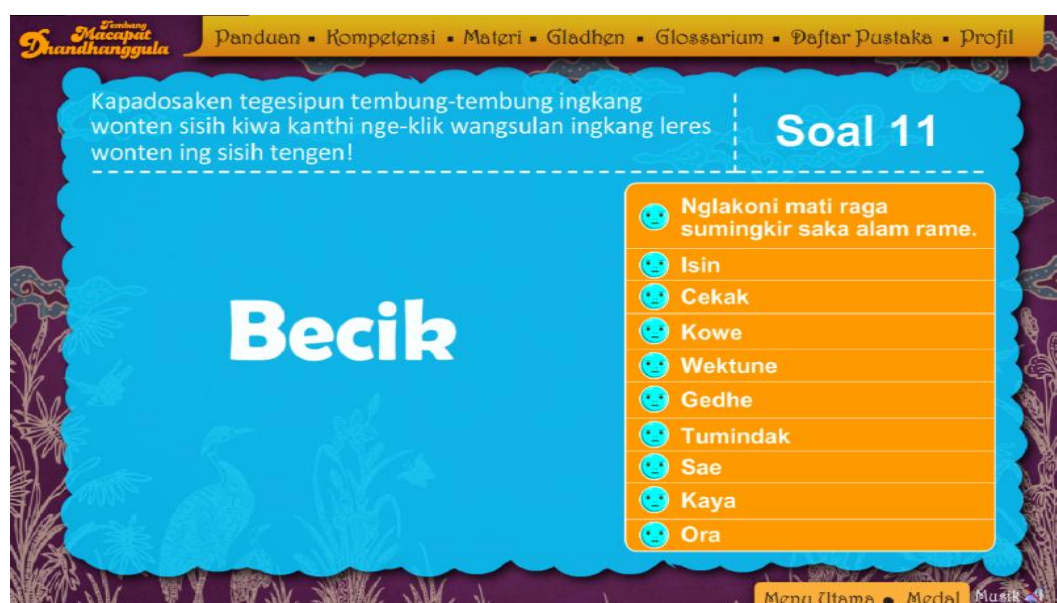 Tembang
Macapat
Dhandhanggula
Panduan ▪ Kompetensi ▪ Materi ▪ Gladhen ▪ Glossarium ▪ Daftar Pustaka ▪ Profil
Kapadosaken tegesipun tembung-tembung ingkang
wonten sisih kiwa kanthi nge-klik wangsulan ingkang leres
wonten ing sisih tengen!
Soal 11
Becik
Nglakoni mati raga
sumingkir saka alam rame.
Isin
Cekak
Kowe
Wektune
Gedhe
Tumindak
Sae
Kaya
Ora
Menu Utama ● Medal Musik